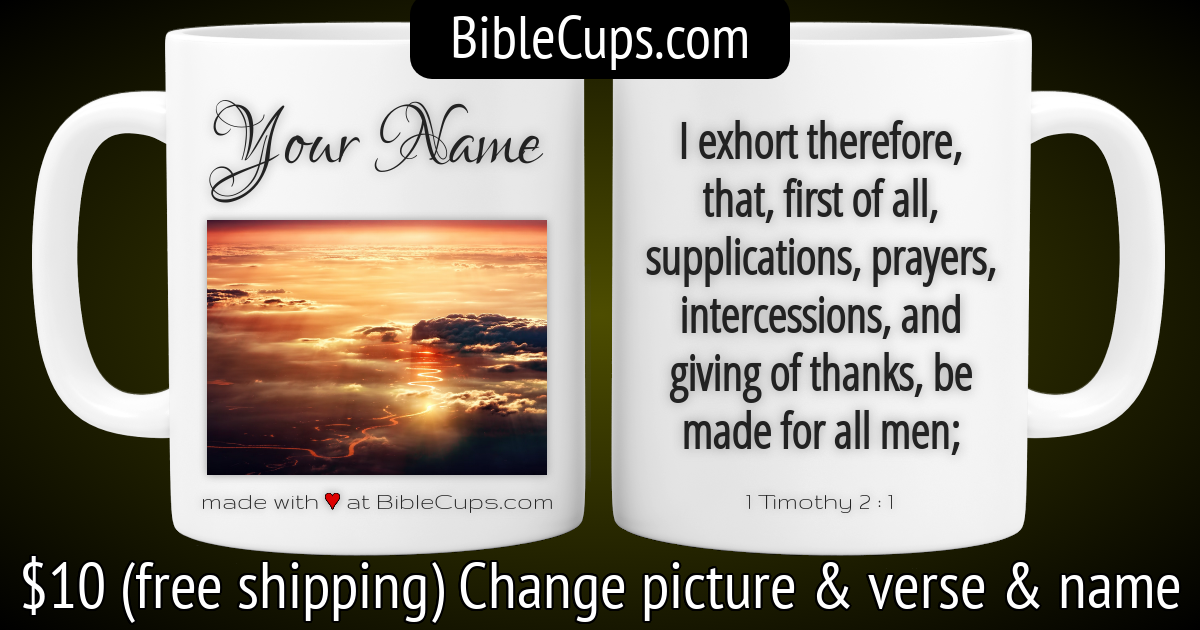 BibleCups.com
Your Name
made with ♥ at BibleCups.com
I exhort therefore,
that, first of all,
supplications, prayers,
intercessions, and
giving of thanks, be
made for all men;
1 Timothy 2 : 1
$10 (free shipping) Change picture & verse & name